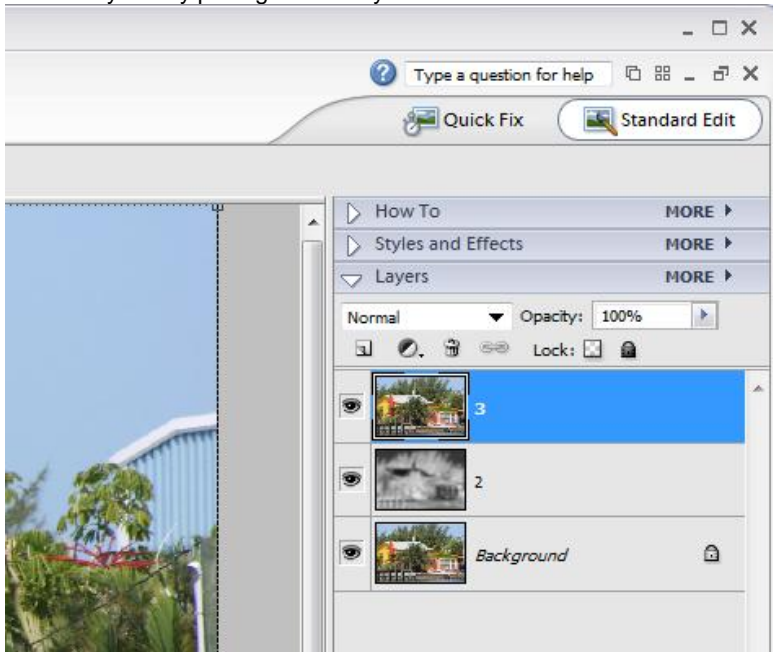 Type a question for help
Quick Fix Standard Edit
How To MORE
Styles and Effects MORE
Layers MORE
Normal Opacity: 100%
Lock:
3
2
Background